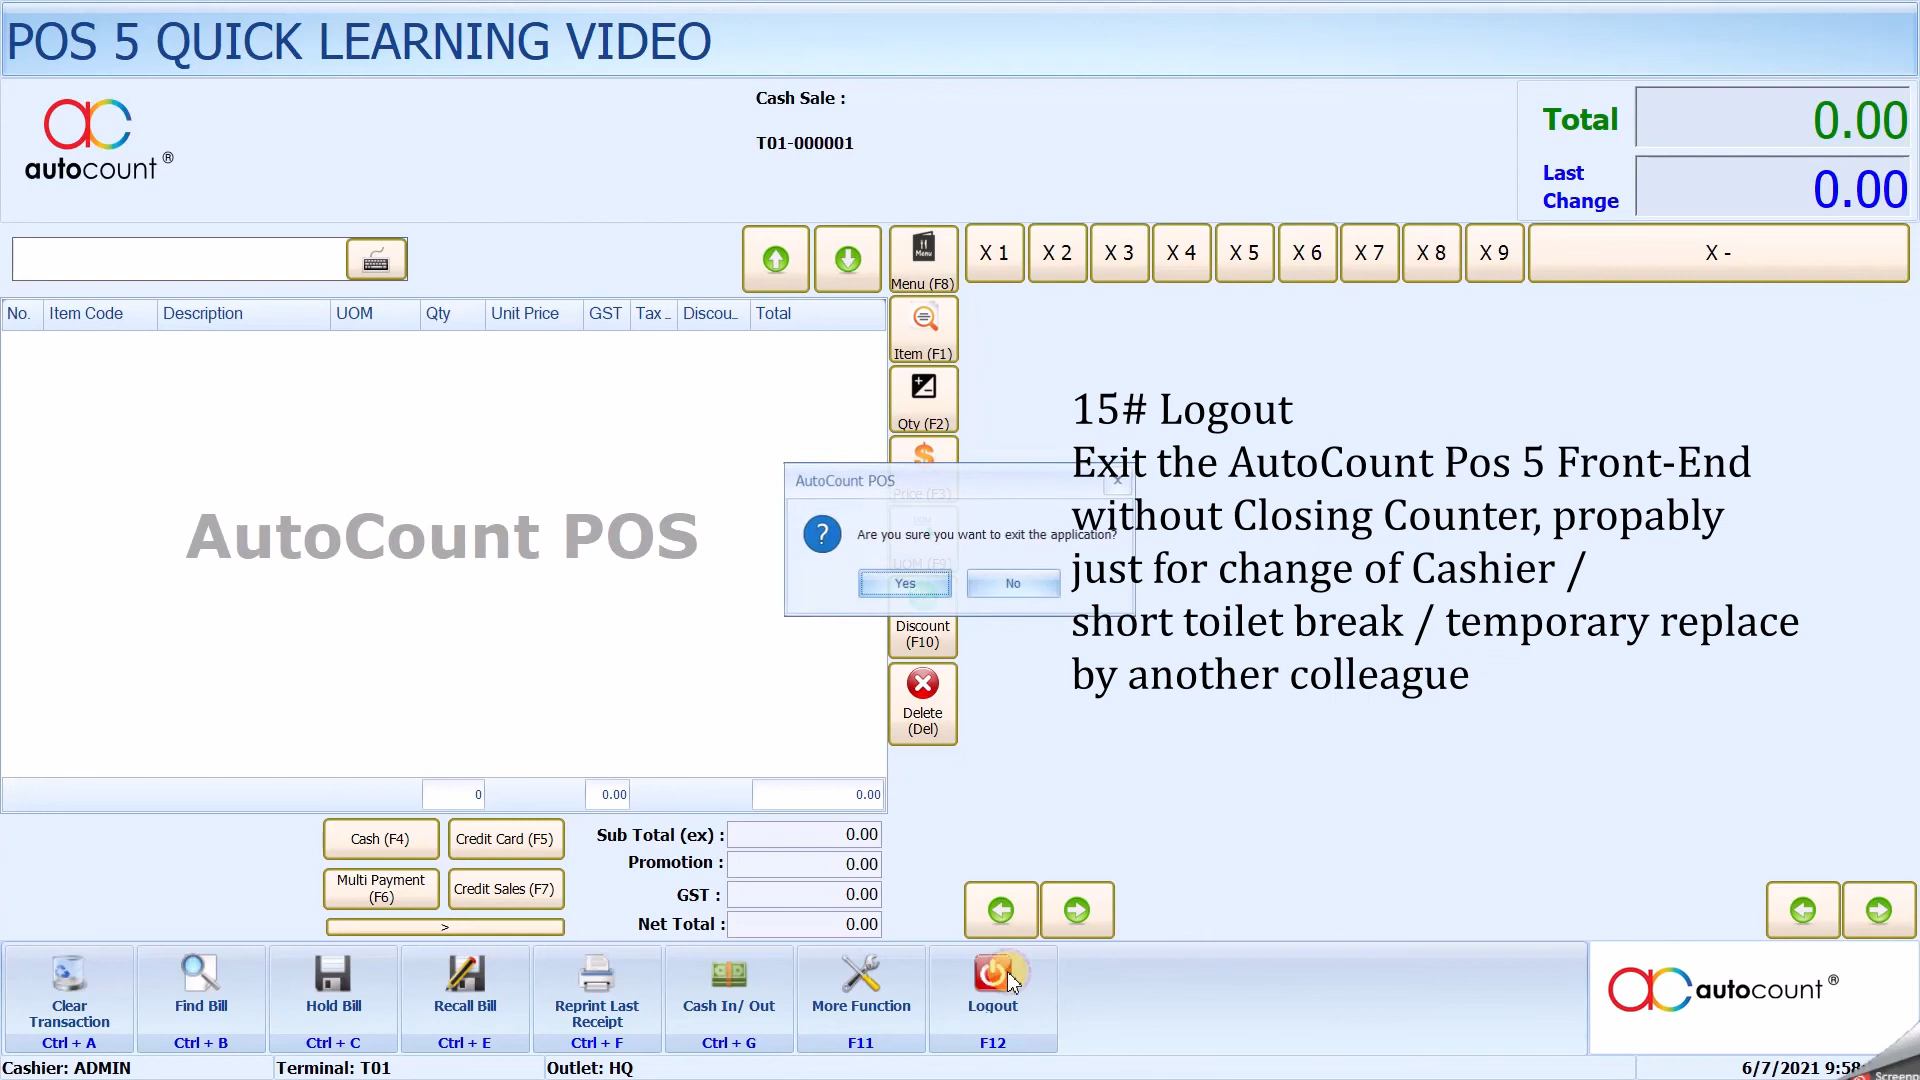 POS 5 QUICK LEARNING VIDEO
autocount ®
Cash Sale :
T01-000001
Total 0.00
Last Change 0.00
Menu
Menu (F8)
X 1 X 2 X 3 X 4 X 5 X 6 X 7 X 8 X 9 X -
No. Item Code Description UOM Qty Unit Price GST Tax .. Discou.. Total
Item (F1)
Qty (F2)
Price (F3)
UOM (F9)
Discount (F10)
Delete (Del)
AutoCount POS
AutoCount POS
Are you sure you want to exit the application?
Yes No
15# Logout
Exit the AutoCount Pos 5 Front-End
without Closing Counter, propably
just for change of Cashier /
short toilet break / temporary replace
by another colleague
0 0.00 0.00
Cash (F4) Credit Card (F5)
Multi Payment (F6) Credit Sales (F7)
>
Sub Total (ex) : 0.00
Promotion : 0.00
GST : 0.00
Net Total : 0.00
Clear Transaction Ctrl + A
Find Bill Ctrl + B
Hold Bill Ctrl + C
Recall Bill Ctrl + E
Reprint Last Receipt Ctrl + F
Cash In/ Out Ctrl + G
More Function F11
Logout F12
autocount ®
Cashier: ADMIN Terminal: T01 Outlet: HQ 6/7/2021 9:58